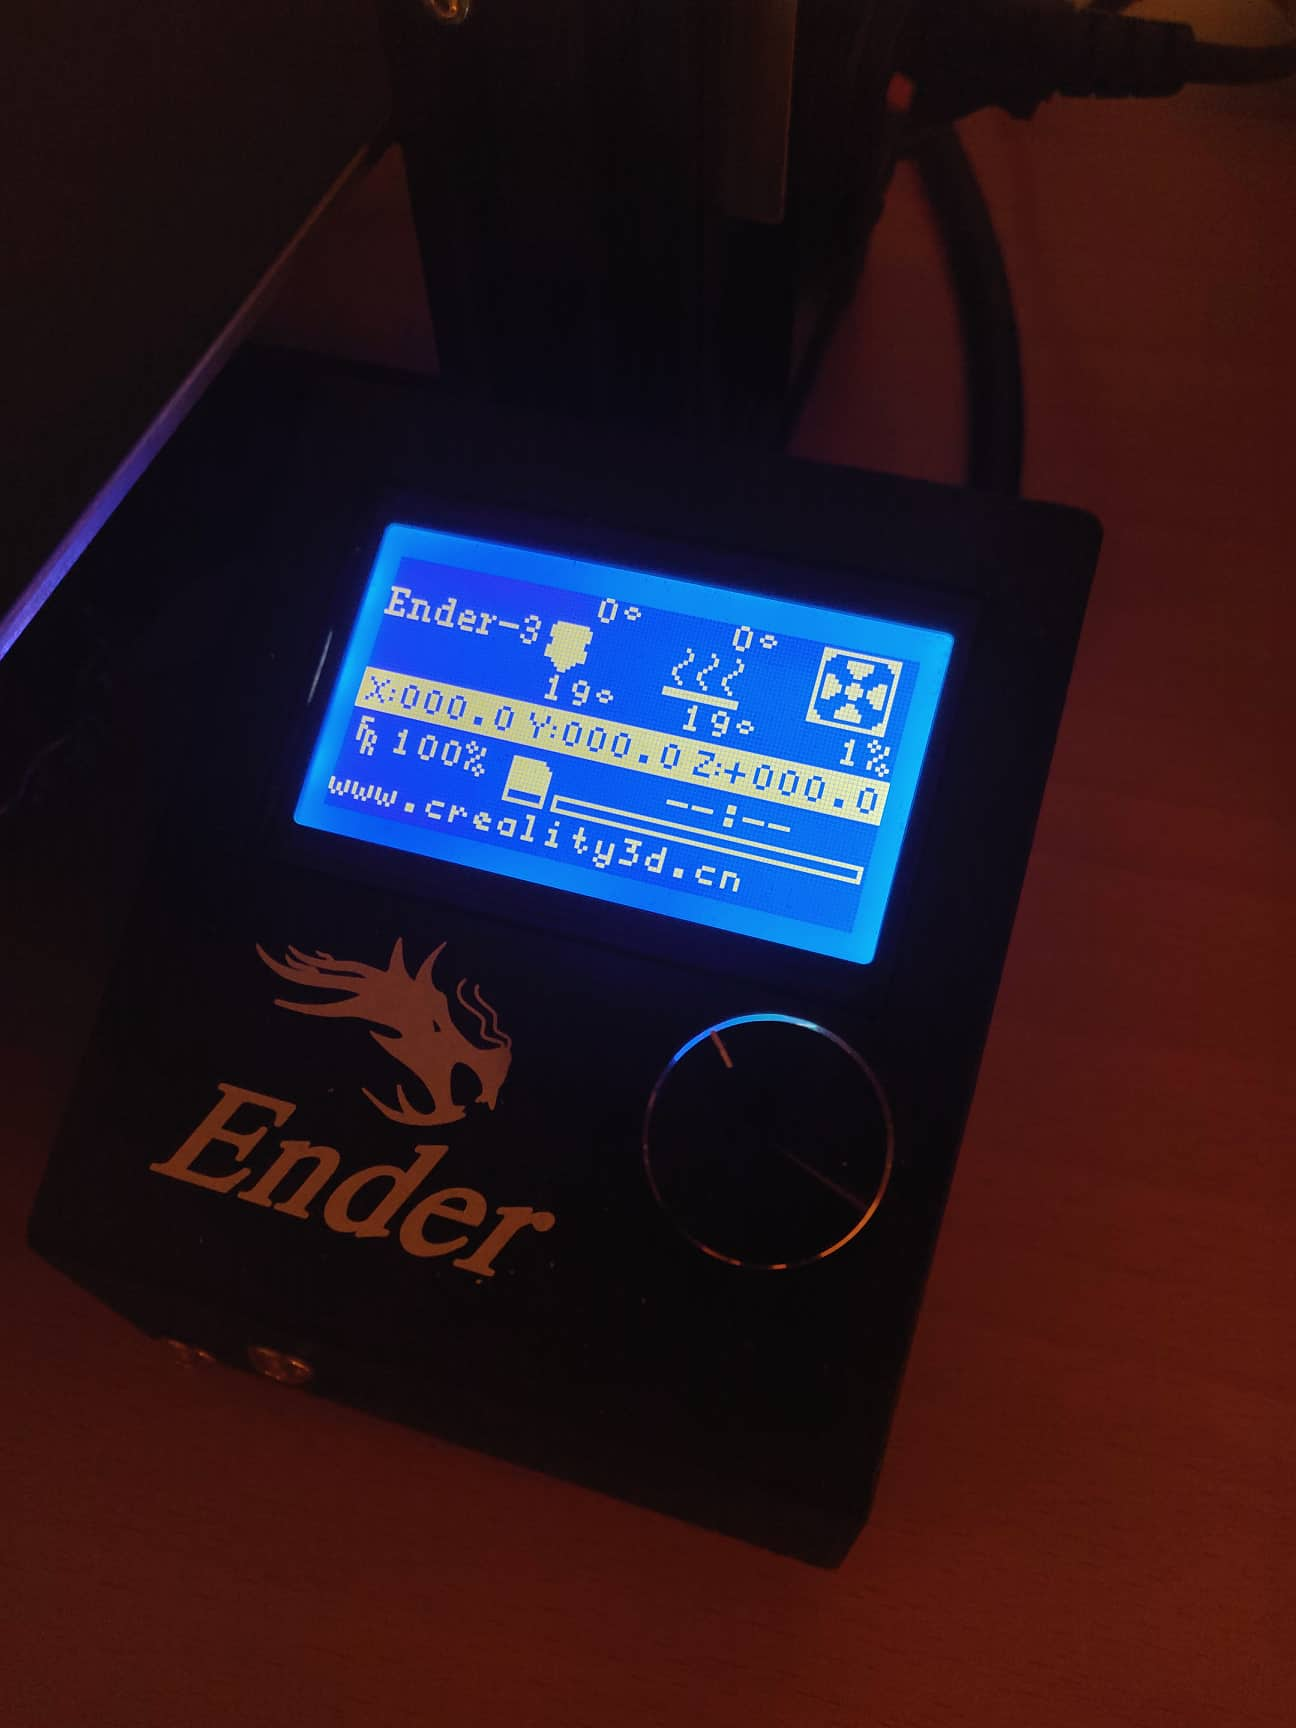 0°
0°
Ender-3
19°
19°
1%
X:000.0 Y:000.0 Z:+000.0
FR 100%
--:--
www.creality3d.cn
Ender